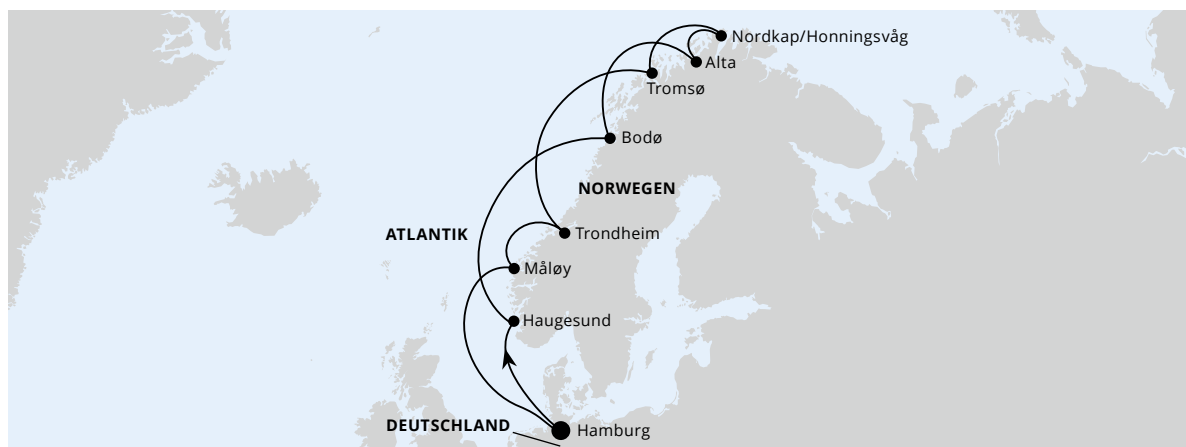 Nordkap/Honningsvåg
Alta
Tromsø
Bodø
NORWEGEN
ATLANTIK
Trondheim
Måløy
Haugesund
DEUTSCHLAND
Hamburg